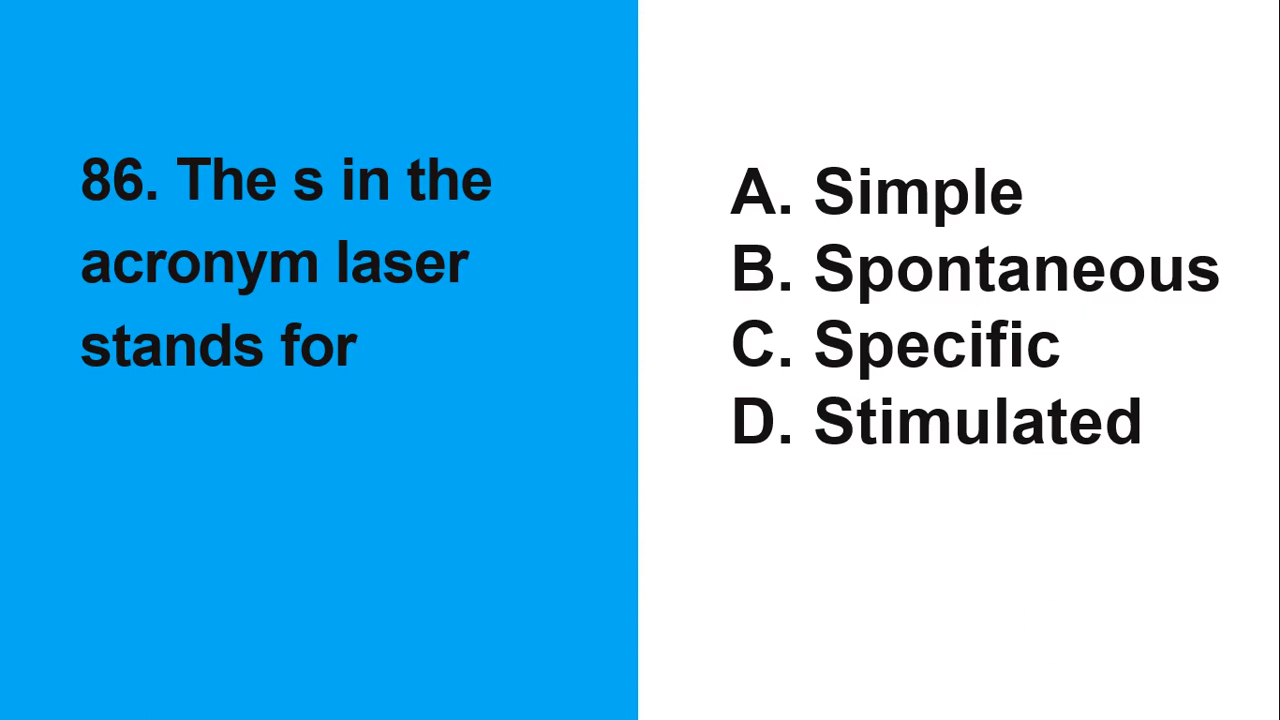 86. The s in the
acronym laser
stands for
A. Simple
B. Spontaneous
C. Specific
D. Stimulated